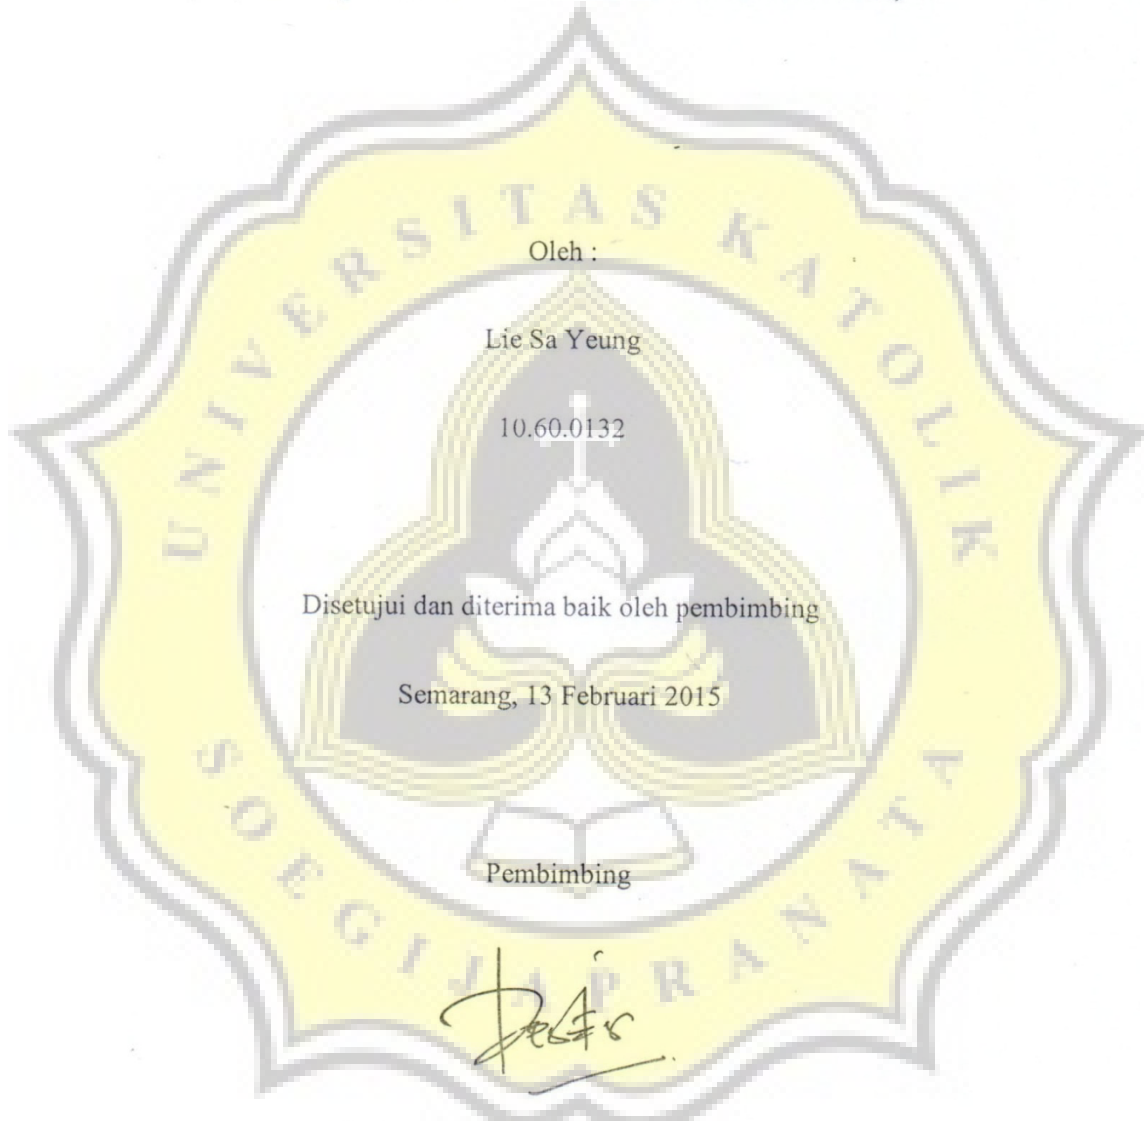 UNIVERSITAS KATOLIK
Oleh :
Lie Sa Yeung
10.60.0132
Disetujui dan diterima baik oleh pembimbing
Semarang, 13 Februari 2015
Pembimbing
SOEGIJAPRANATA